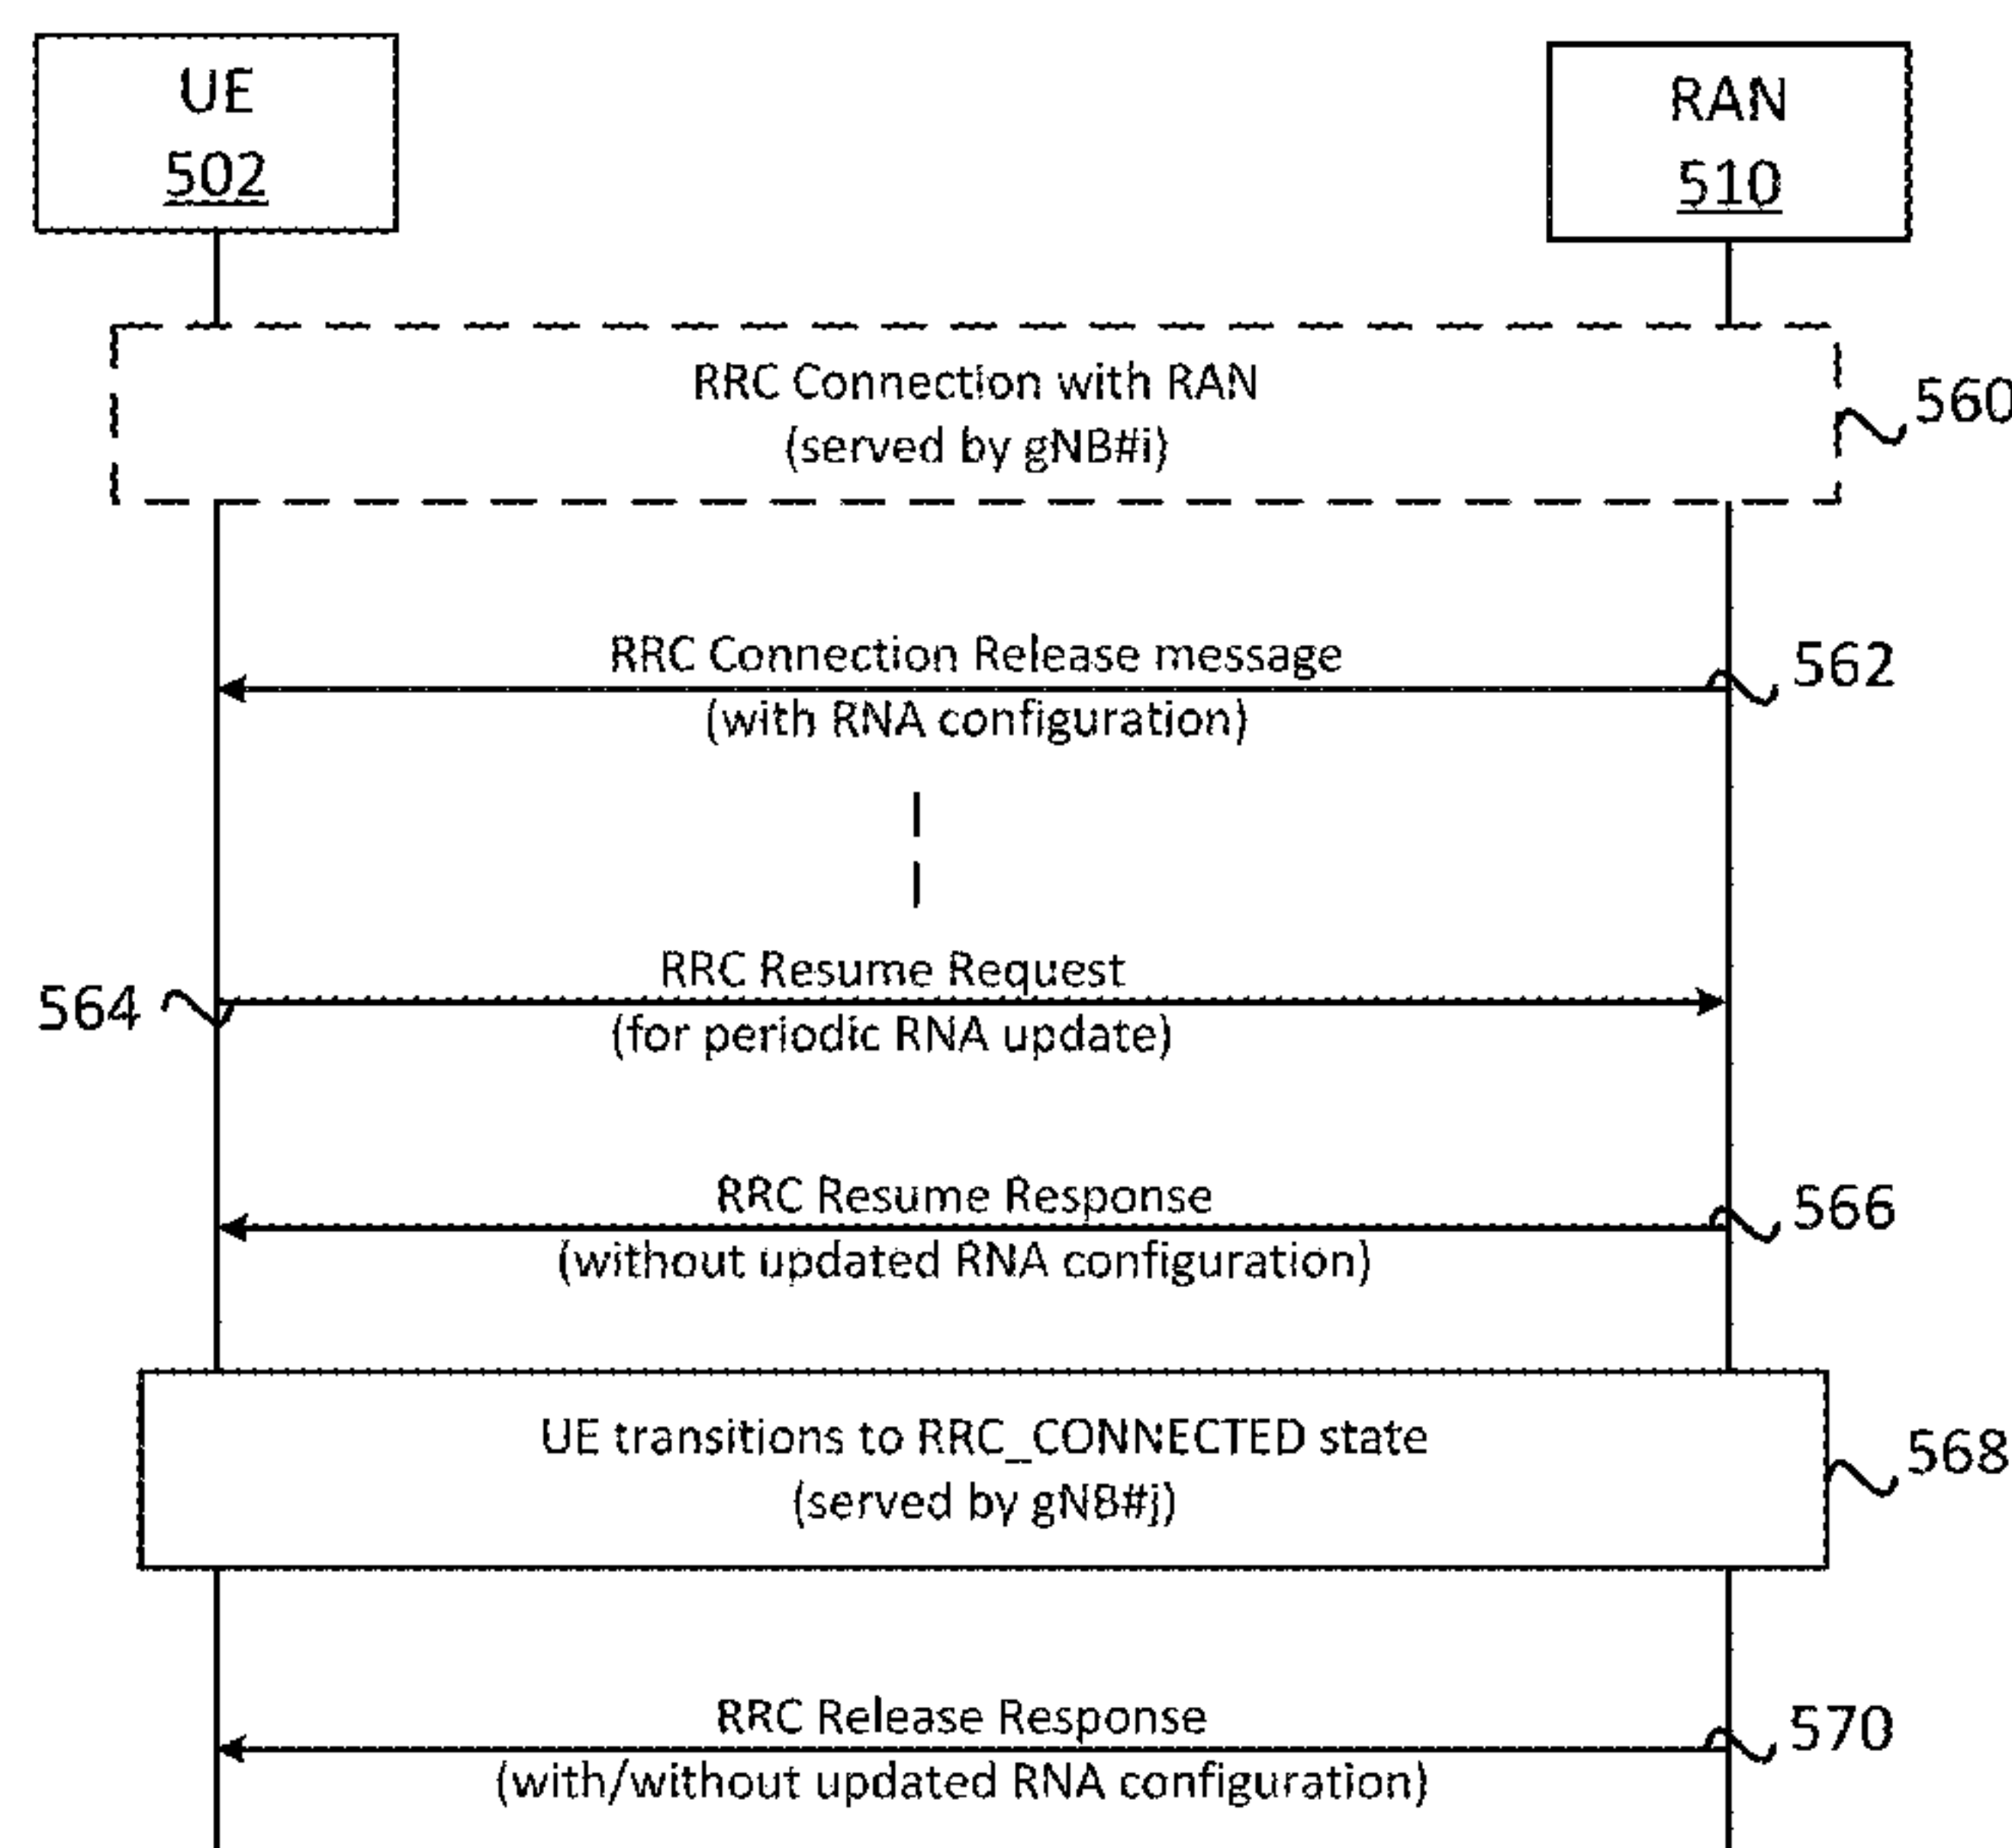 UE
502
RAN
510
RRC Connection with RAN
(served by gNB#i)
560
RRC Connection Release message
562
(with RNA configuration)
RRC Resume Request
564
(for periodic RNA update)
RRC Resume Response
566
(without updated RNA configuration)
UE transitions to RRC_CONNECTED state
(served by gNB#j)
568
RRC Release Response
570
(with/without updated RNA configuration)